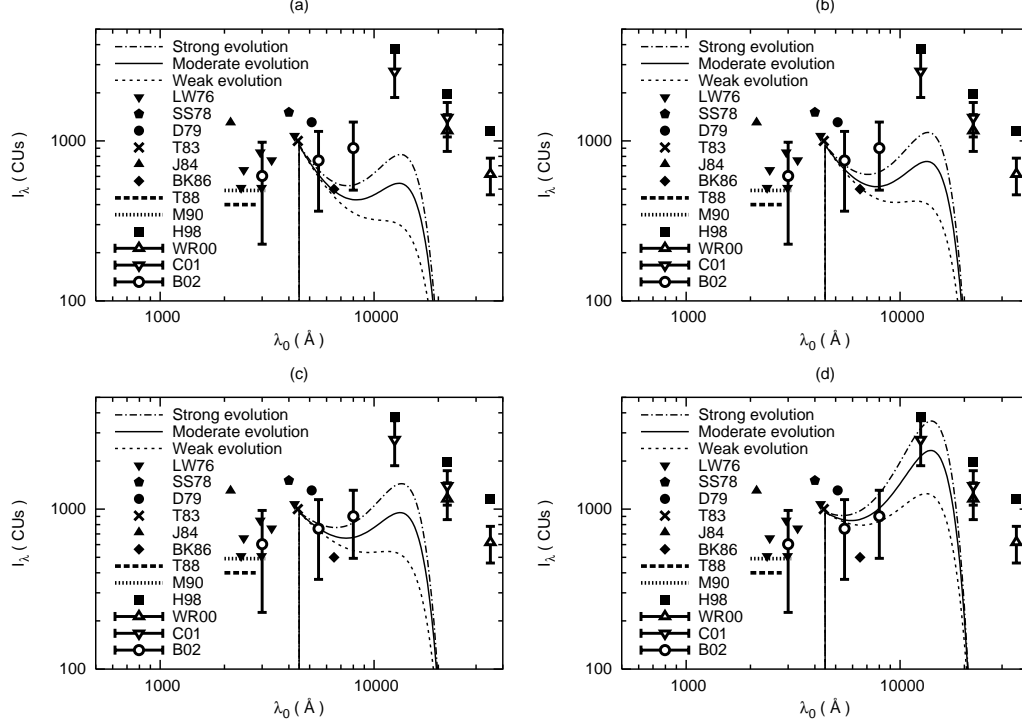 (a)
I_λ ( CUs )
1000
100
Strong evolution
Moderate evolution
Weak evolution
LW76
SS78
D79
T83
J84
BK86
T88
M90
H98
WR00
C01
B02
1000
10000
λ_0 ( Å )
(b)
I_λ ( CUs )
1000
100
Strong evolution
Moderate evolution
Weak evolution
LW76
SS78
D79
T83
J84
BK86
T88
M90
H98
WR00
C01
B02
1000
10000
λ_0 ( Å )
(c)
I_λ ( CUs )
1000
100
Strong evolution
Moderate evolution
Weak evolution
LW76
SS78
D79
T83
J84
BK86
T88
M90
H98
WR00
C01
B02
1000
10000
λ_0 ( Å )
(d)
I_λ ( CUs )
1000
100
Strong evolution
Moderate evolution
Weak evolution
LW76
SS78
D79
T83
J84
BK86
T88
M90
H98
WR00
C01
B02
1000
10000
λ_0 ( Å )